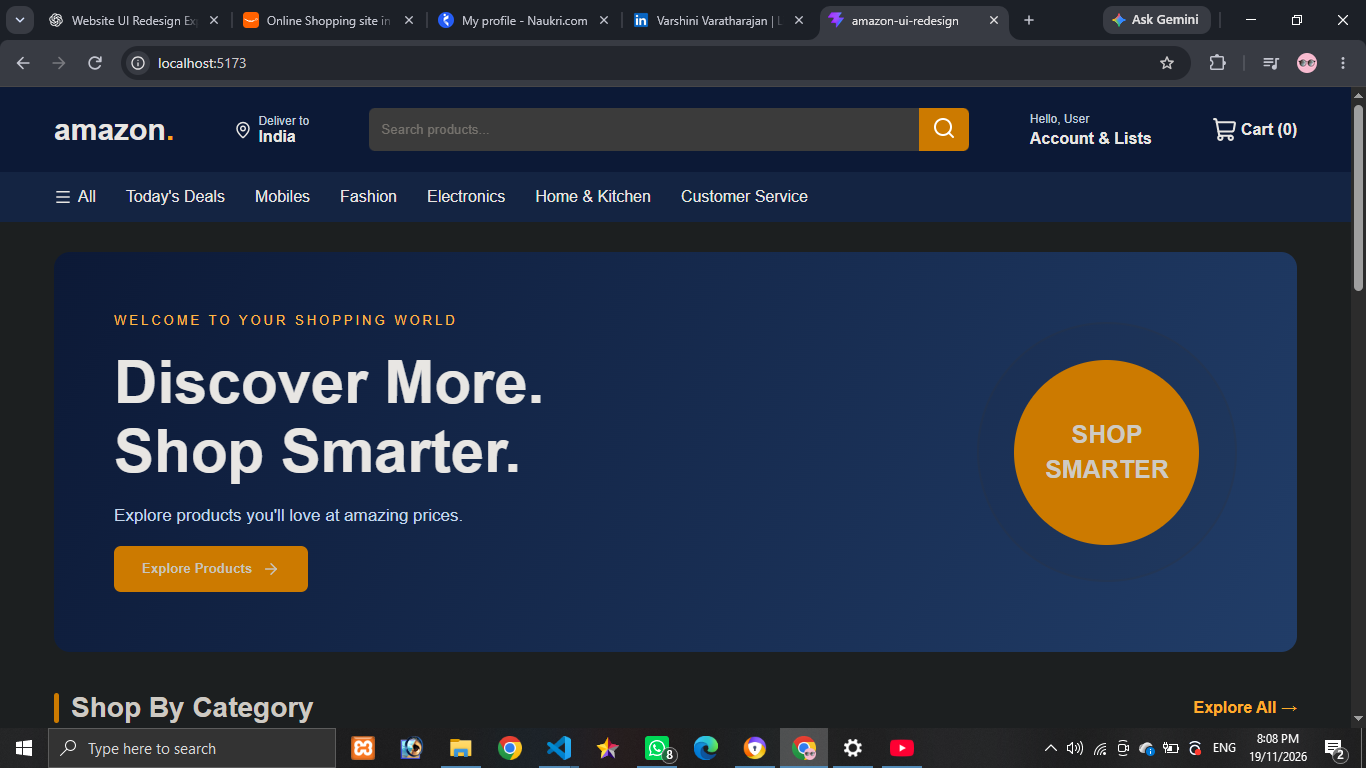 Website UI Redesign Ex
Online Shopping site in
My profile - Naukri.com
Varshini Varatharajan | L
amazon-ui-redesign
Ask Gemini
localhost:5173
amazon.
Deliver to
India
Search products...
Hello, User
Account & Lists
Cart (0)
All
Today's Deals
Mobiles
Fashion
Electronics
Home & Kitchen
Customer Service
WELCOME TO YOUR SHOPPING WORLD
Discover More.
Shop Smarter.
Explore products you'll love at amazing prices.
Explore Products →
SHOP
SMARTER
Shop By Category
Explore All →
Type here to search
8
ENG
8:08 PM
19/11/2026
2